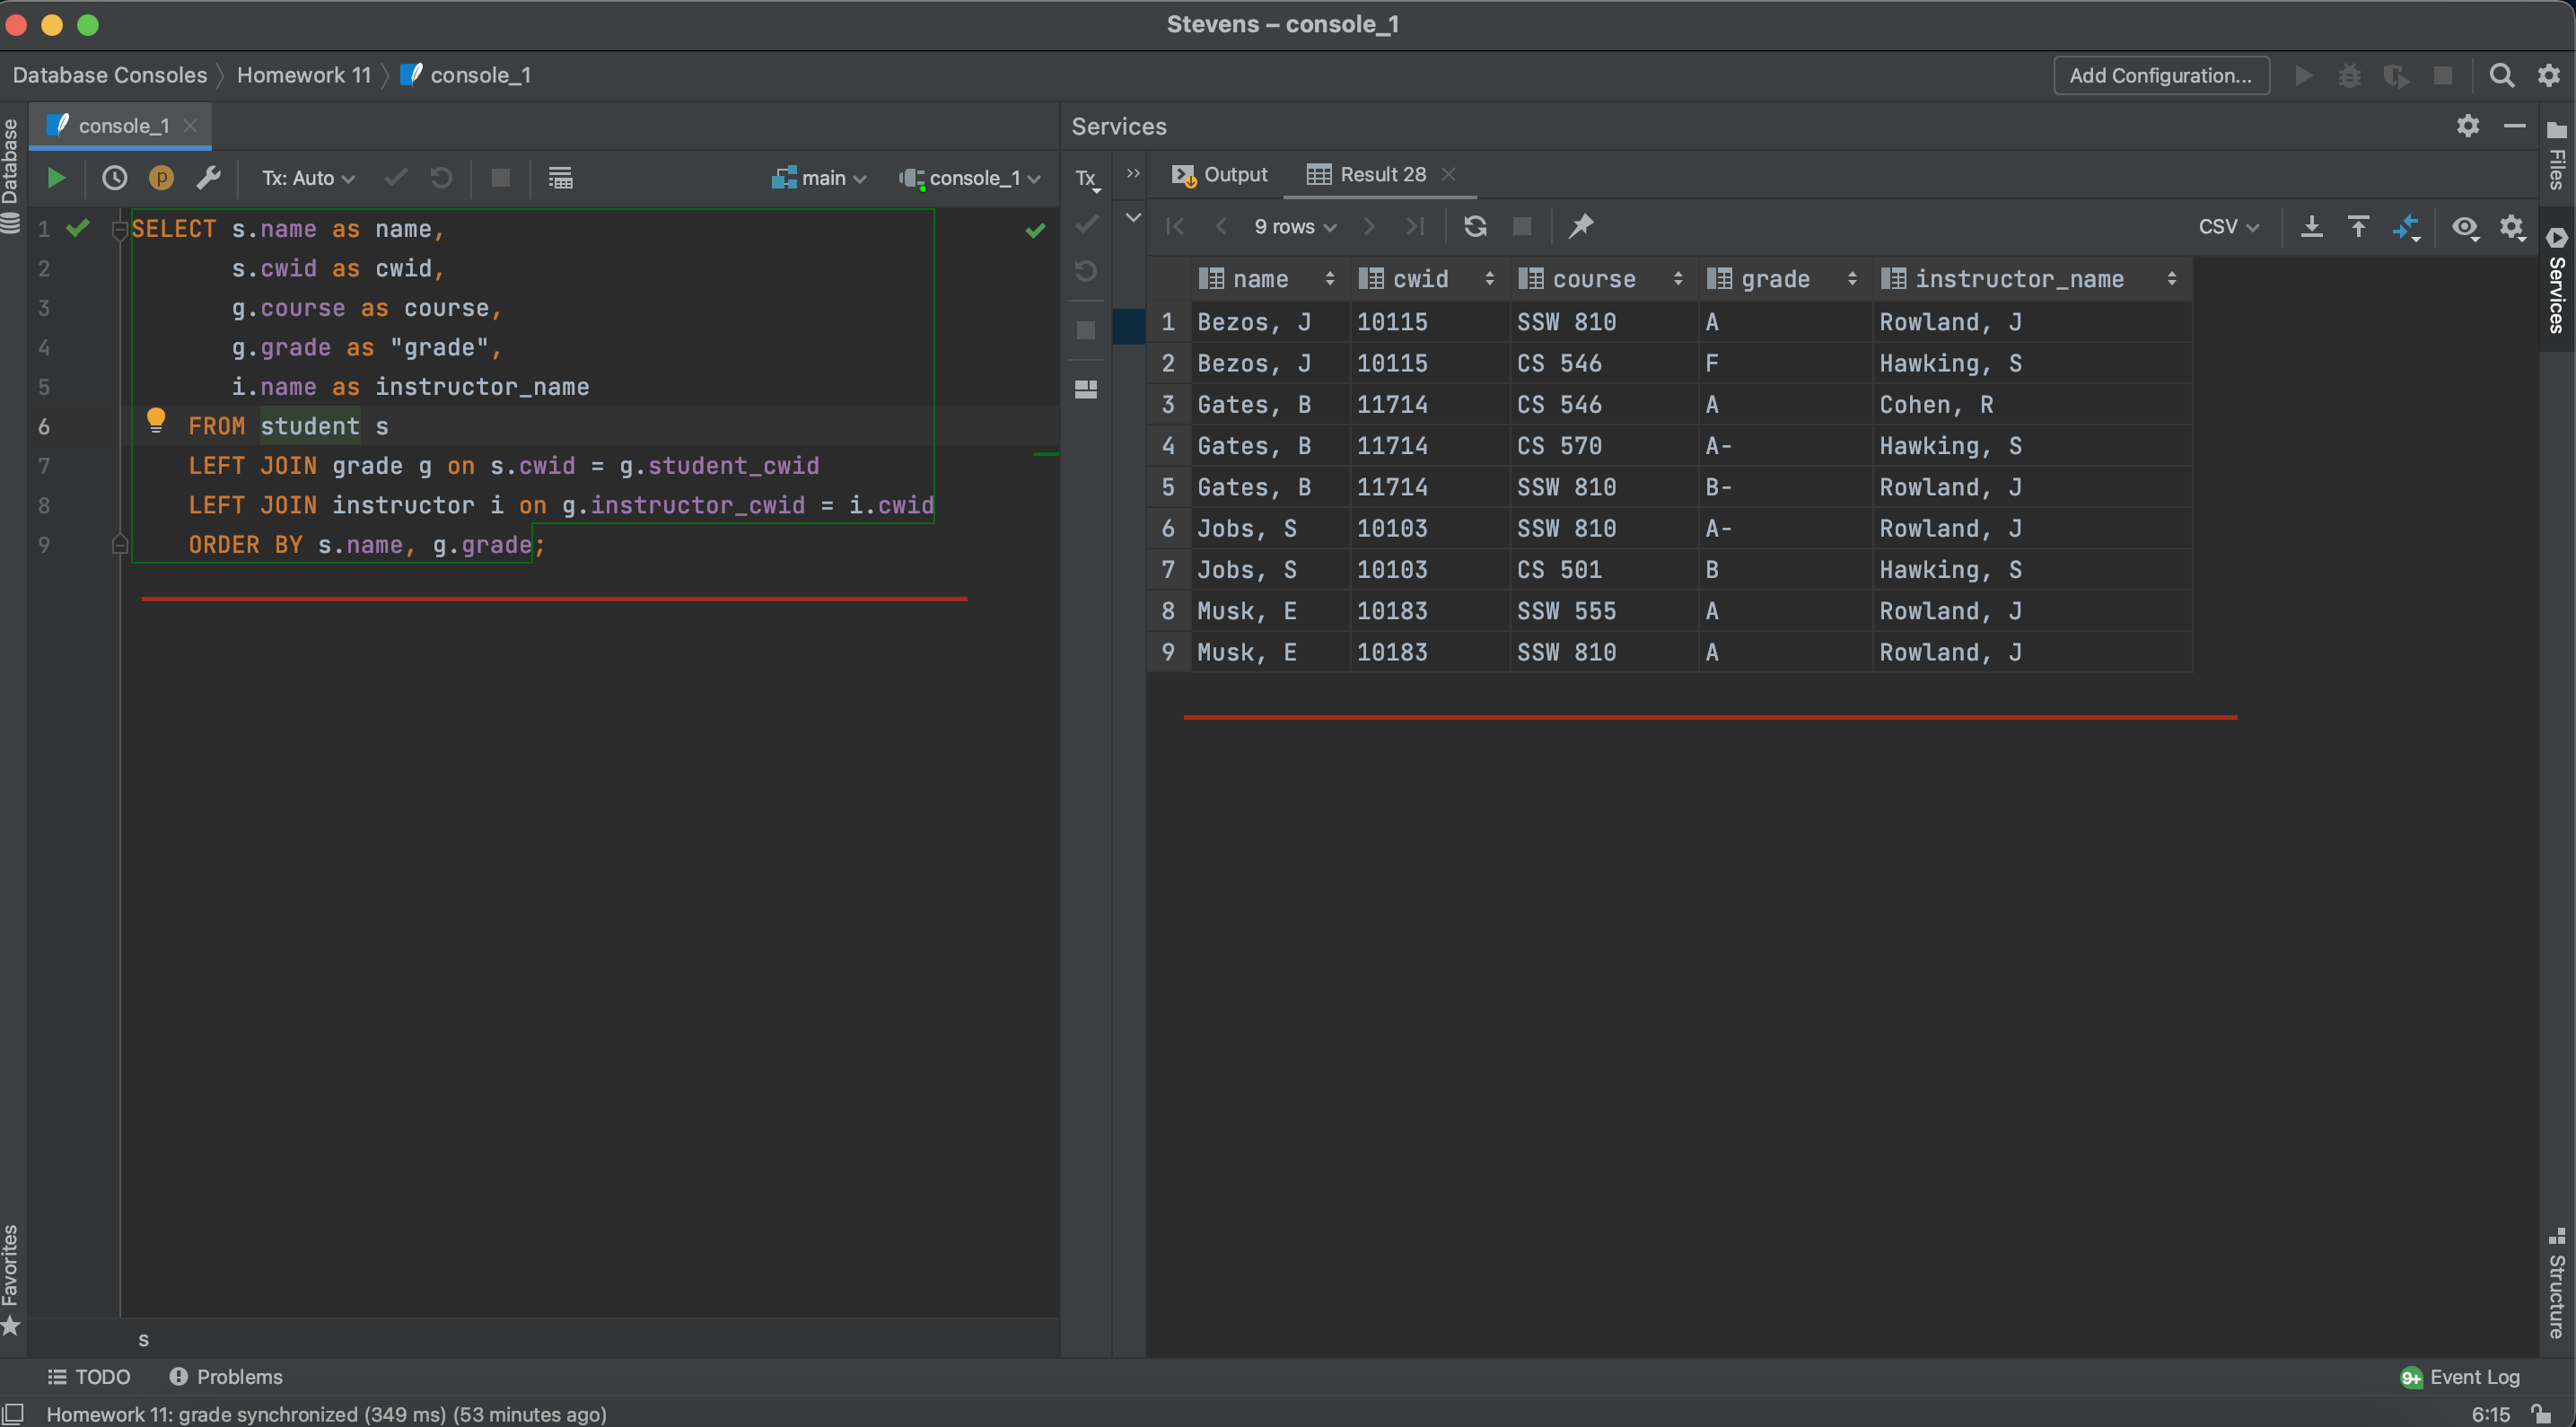 Stevens – console_1
Database Consoles Homework 11 console_1
Add Configuration...
Database
console_1
Tx: Auto
main
console_1
1 SELECT s.name as name,
2 s.cwid as cwid,
3 g.course as course,
4 g.grade as "grade",
5 i.name as instructor_name
6 FROM student s
7 LEFT JOIN grade g on s.cwid = g.student_cwid
8 LEFT JOIN instructor i on g.instructor_cwid = i.cwid
9 ORDER BY s.name, g.grade;
s
Services
Tx
Output Result 28
9 rows
CSV
name cwid course grade instructor_name
1 Bezos, J 10115 SSW 810 A Rowland, J
2 Bezos, J 10115 CS 546 F Hawking, S
3 Gates, B 11714 CS 546 A Cohen, R
4 Gates, B 11714 CS 570 A- Hawking, S
5 Gates, B 11714 SSW 810 B- Rowland, J
6 Jobs, S 10103 SSW 810 A- Rowland, J
7 Jobs, S 10103 CS 501 B Hawking, S
8 Musk, E 10183 SSW 555 A Rowland, J
9 Musk, E 10183 SSW 810 A Rowland, J
Files
Services
Structure
Favorites
TODO Problems
9+ Event Log
Homework 11: grade synchronized (349 ms) (53 minutes ago)
6:15